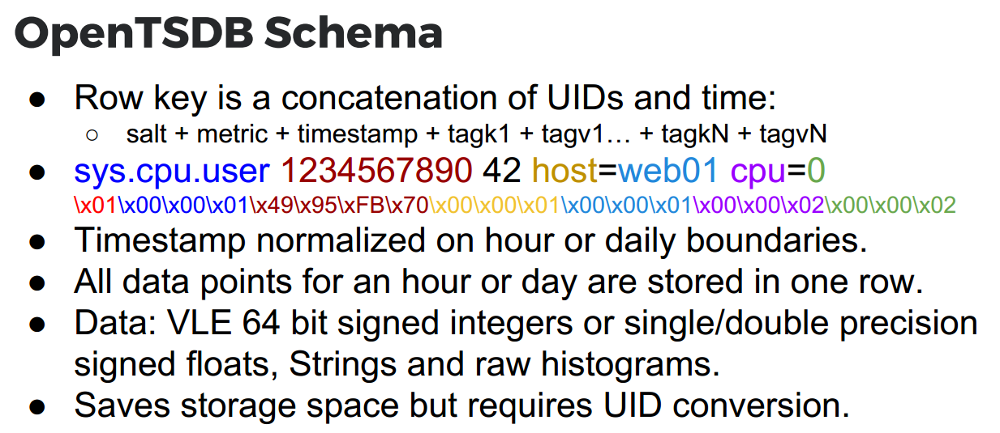 OpenTSDB Schema
● Row key is a concatenation of UIDs and time:
○ salt + metric + timestamp + tagk1 + tagv1… + tagkN + tagvN
● sys.cpu.user 1234567890 42 host=web01 cpu=0
\x01\x00\x00\x01\x49\x95\xFB\x70\x00\x00\x01\x00\x00\x01\x00\x00\x02\x00\x00\x02
● Timestamp normalized on hour or daily boundaries.
● All data points for an hour or day are stored in one row.
● Data: VLE 64 bit signed integers or single/double precision
signed floats, Strings and raw histograms.
● Saves storage space but requires UID conversion.